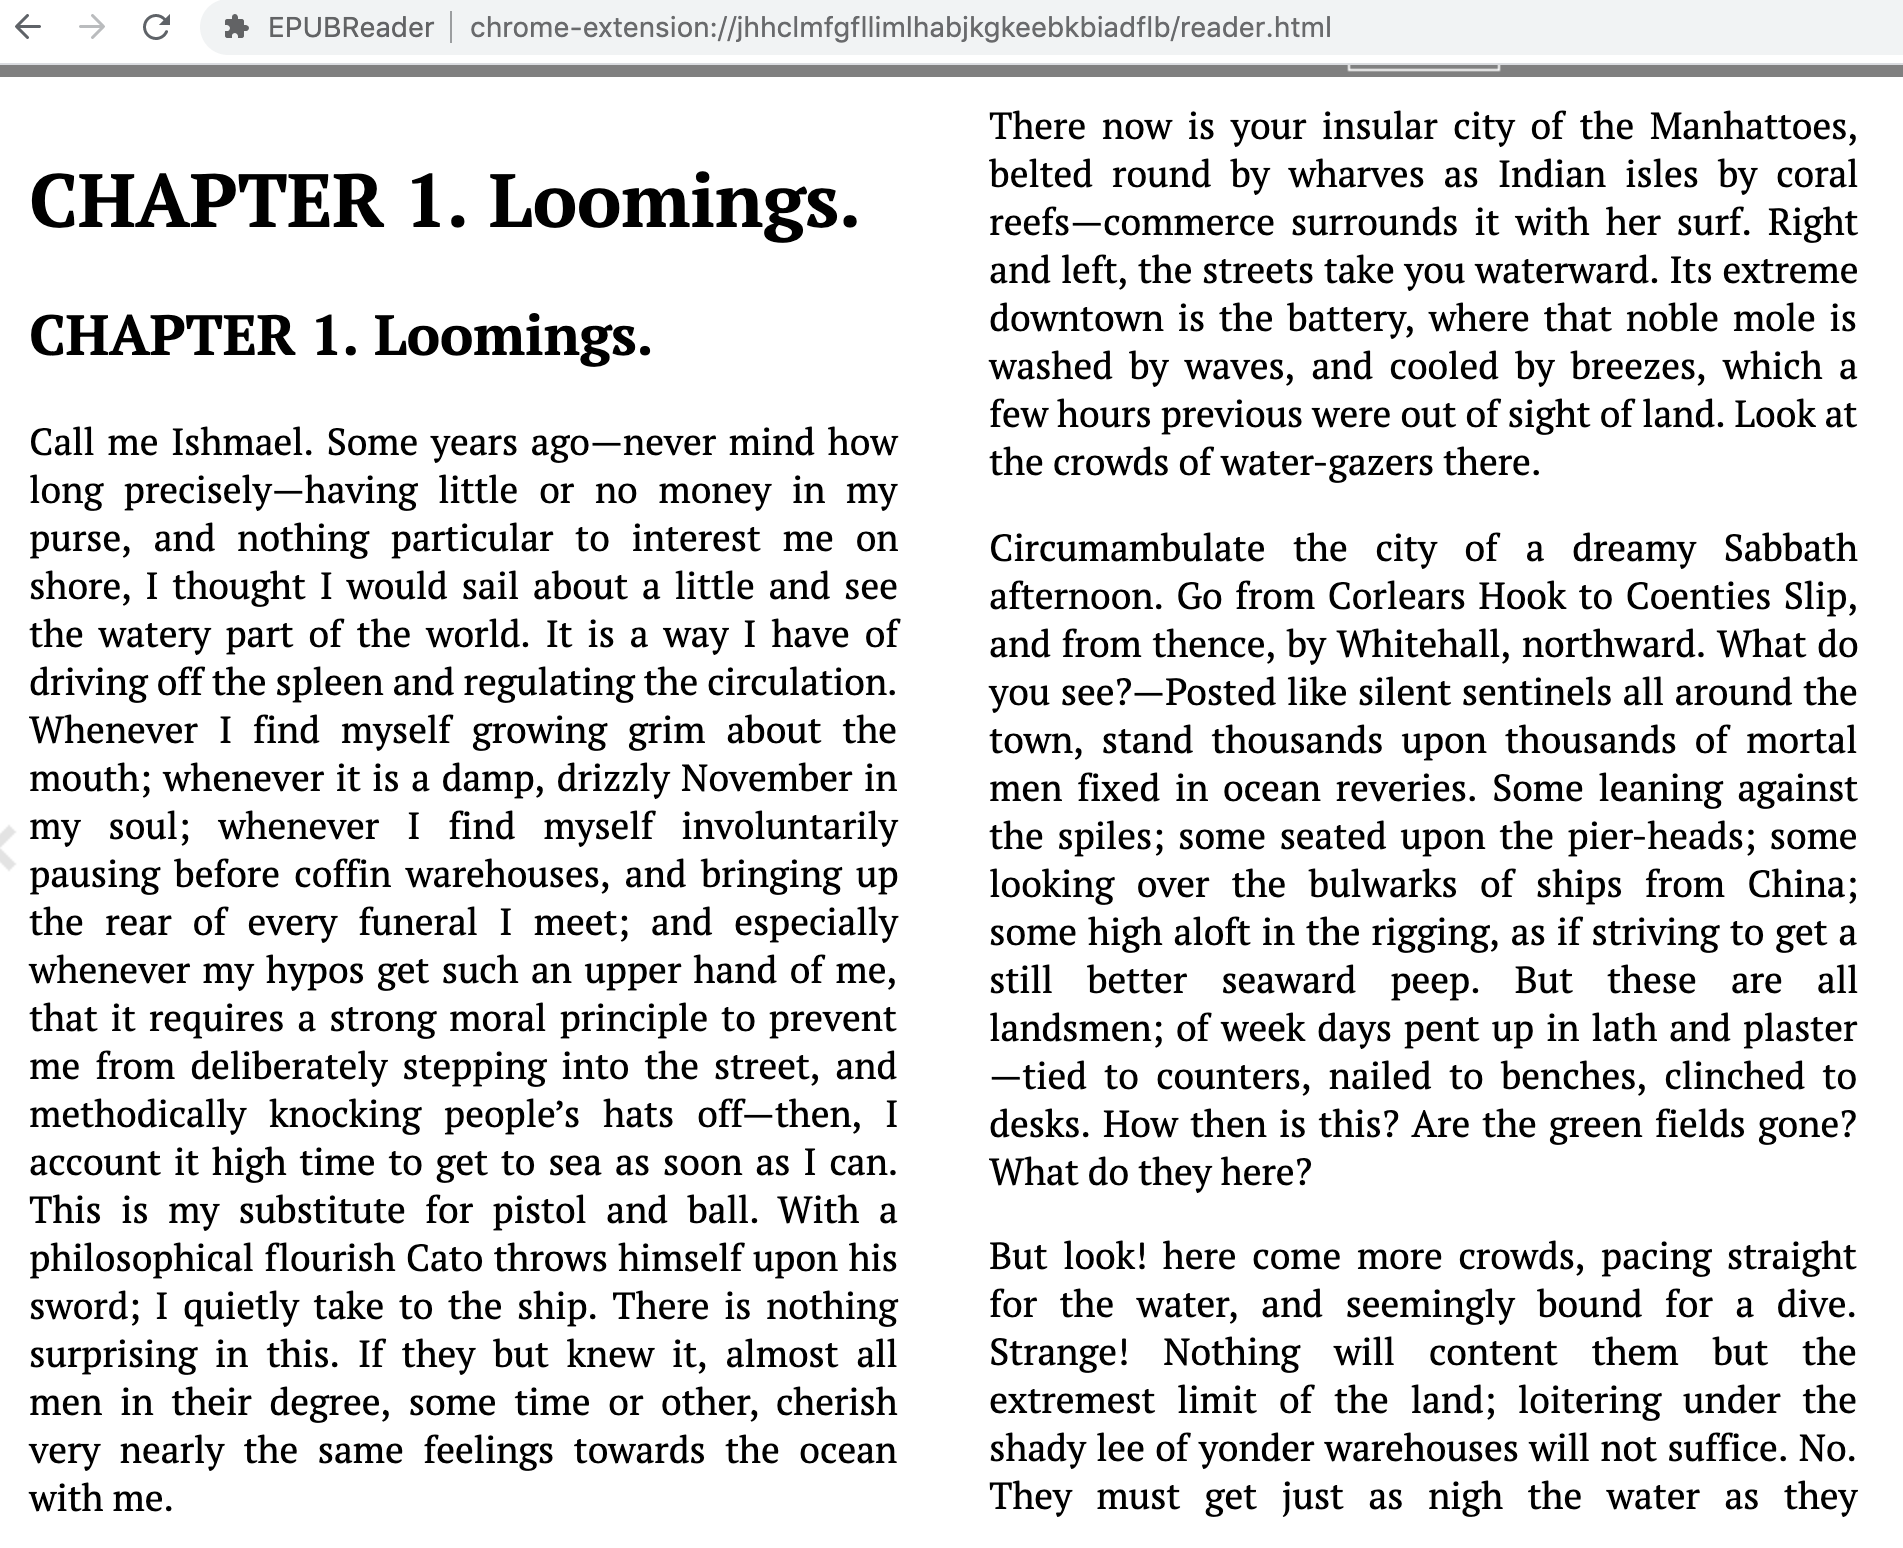 EPUBReader | chrome-extension://jhhclmfgfllimlhabjkgkeebkbiadflb/reader.html
CHAPTER 1. Loomings.
CHAPTER 1. Loomings.
Call me Ishmael. Some years ago—never mind how
long precisely—having little or no money in my
purse, and nothing particular to interest me on
shore, I thought I would sail about a little and see
the watery part of the world. It is a way I have of
driving off the spleen and regulating the circulation.
Whenever I find myself growing grim about the
mouth; whenever it is a damp, drizzly November in
my soul; whenever I find myself involuntarily
pausing before coffin warehouses, and bringing up
the rear of every funeral I meet; and especially
whenever my hypos get such an upper hand of me,
that it requires a strong moral principle to prevent
me from deliberately stepping into the street, and
methodically knocking people’s hats off—then, I
account it high time to get to sea as soon as I can.
This is my substitute for pistol and ball. With a
philosophical flourish Cato throws himself upon his
sword; I quietly take to the ship. There is nothing
surprising in this. If they but knew it, almost all
men in their degree, some time or other, cherish
very nearly the same feelings towards the ocean
with me.
There now is your insular city of the Manhattoes,
belted round by wharves as Indian isles by coral
reefs—commerce surrounds it with her surf. Right
and left, the streets take you waterward. Its extreme
downtown is the battery, where that noble mole is
washed by waves, and cooled by breezes, which a
few hours previous were out of sight of land. Look at
the crowds of water-gazers there.
Circumambulate the city of a dreamy Sabbath
afternoon. Go from Corlears Hook to Coenties Slip,
and from thence, by Whitehall, northward. What do
you see?—Posted like silent sentinels all around the
town, stand thousands upon thousands of mortal
men fixed in ocean reveries. Some leaning against
the spiles; some seated upon the pier-heads; some
looking over the bulwarks of ships from China;
some high aloft in the rigging, as if striving to get a
still better seaward peep. But these are all
landsmen; of week days pent up in lath and plaster
—tied to counters, nailed to benches, clinched to
desks. How then is this? Are the green fields gone?
What do they here?
But look! here come more crowds, pacing straight
for the water, and seemingly bound for a dive.
Strange! Nothing will content them but the
extremest limit of the land; loitering under the
shady lee of yonder warehouses will not suffice. No.
They must get just as nigh the water as they